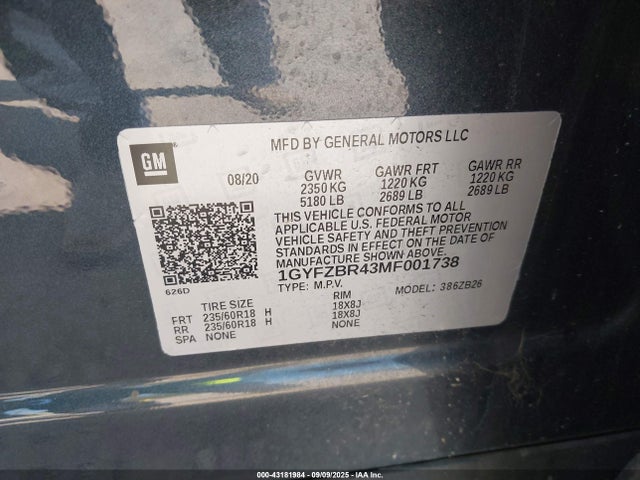 MFD BY GENERAL MOTORS LLC
GM
08/20 GVWR GAWR FRT GAWR RR
2350 KG 1220 KG 1220 KG
5180 LB 2689 LB 2689 LB
THIS VEHICLE CONFORMS TO ALL
APPLICABLE U.S. FEDERAL MOTOR
VEHICLE SAFETY AND THEFT PREVENTION
STANDARDS IN EFFECT ON THE DATE OF
MANUFACTURE SHOWN ABOVE.
1GYFZBR43MF001738
626D
TYPE: M.P.V. MODEL: 386ZB26
TIRE SIZE RIM
FRT 235/60R18 H 18X8J
RR 235/60R18 H 18X8J
SPA NONE NONE
000-43181984 - 09/09/2025 - © IAA Inc.